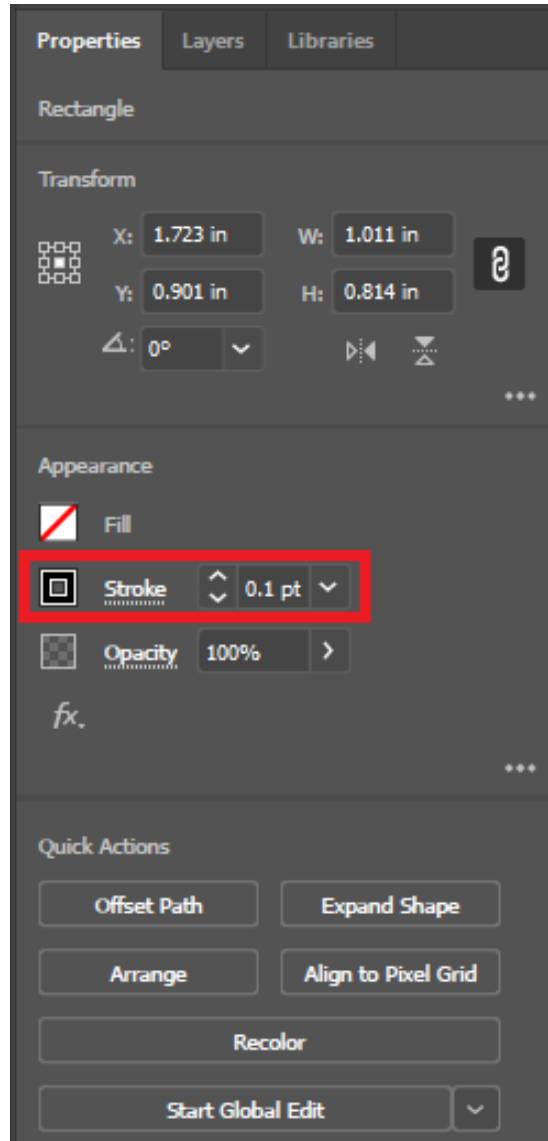 Properties Layers Libraries
Rectangle
Transform
X: 1.723 in W: 1.011 in
Y: 0.901 in H: 0.814 in
0°
Appearance
Fill
Stroke 0.1 pt
Opacity 100%
fx.
Quick Actions
Offset Path Expand Shape
Arrange Align to Pixel Grid
Recolor
Start Global Edit